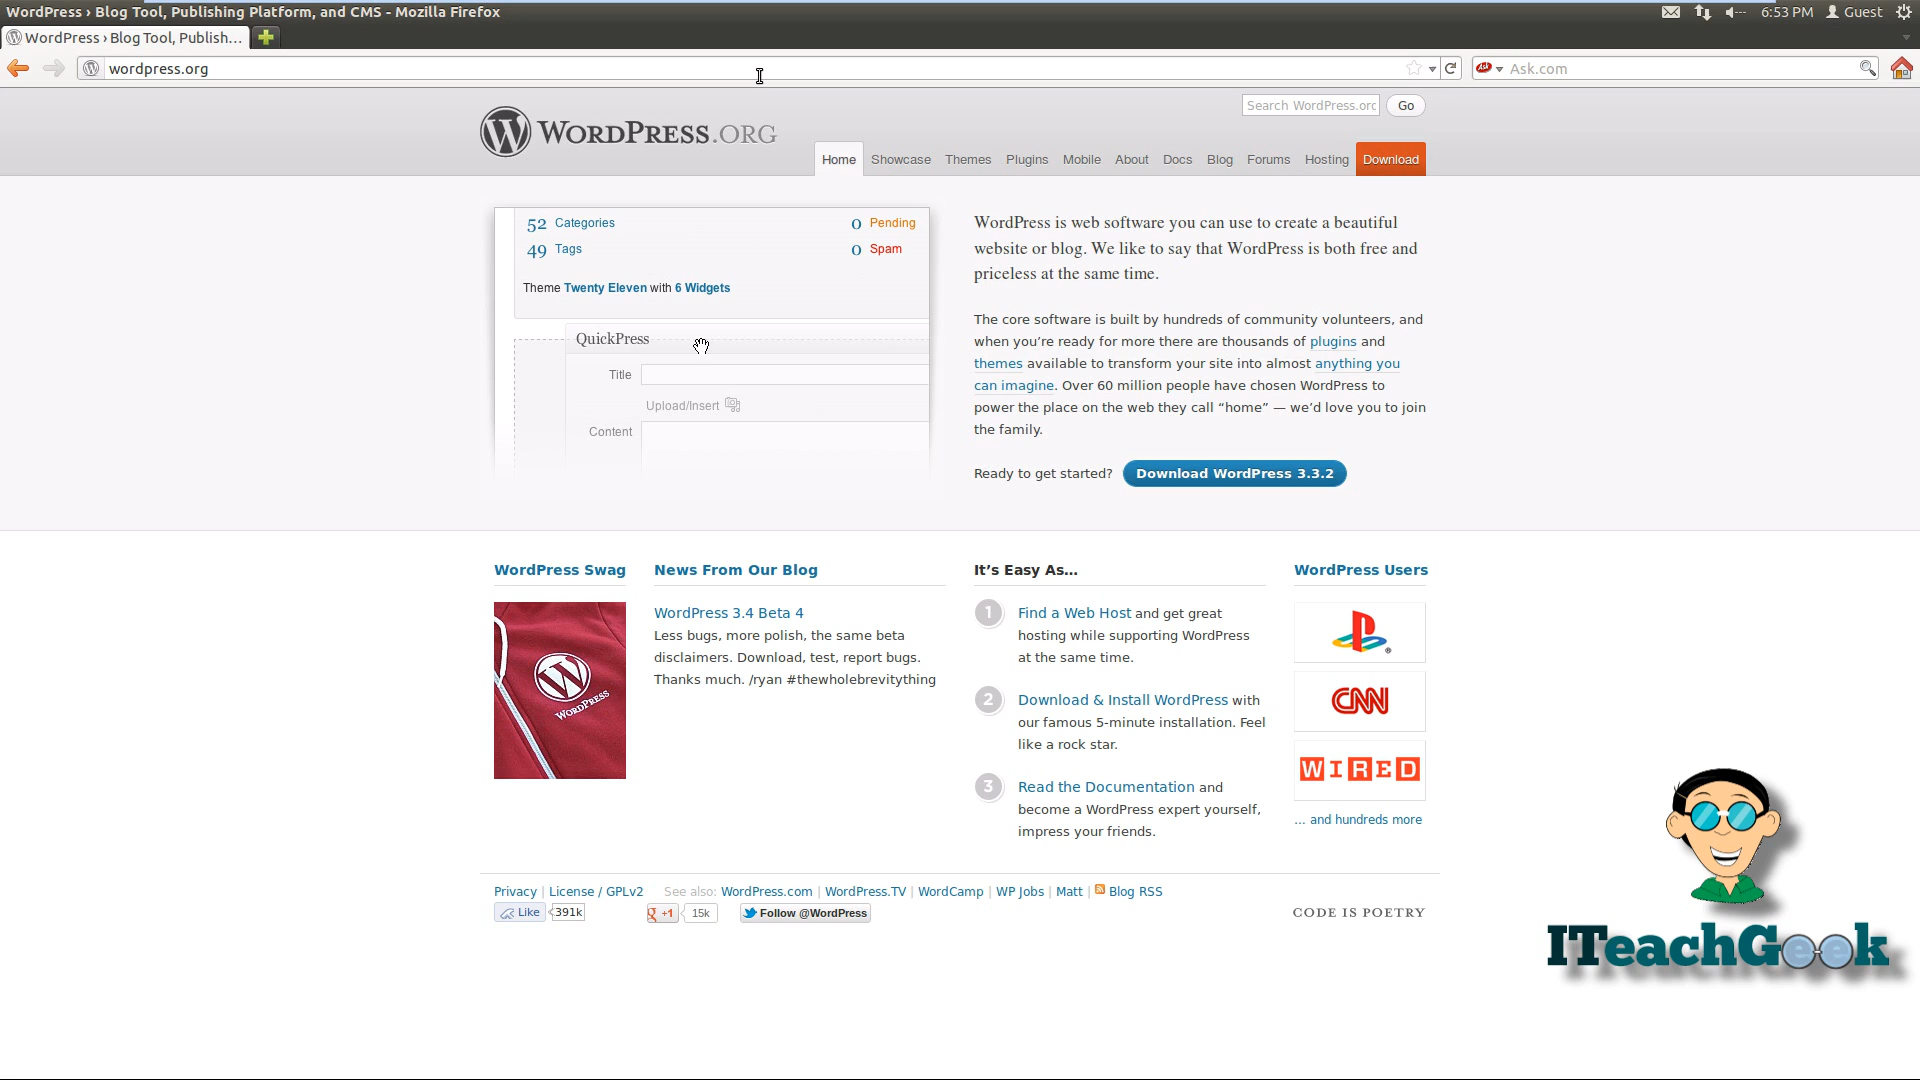 WordPress › Blog Tool, Publishing Platform, and CMS - Mozilla Firefox
6:53 PM Guest
WordPress › Blog Tool, Publish...
wordpress.org
Ask.com
Search WordPress.org Go
WORDPRESS.ORG
Home Showcase Themes Plugins Mobile About Docs Blog Forums Hosting Download
52 Categories 0 Pending
49 Tags 0 Spam
Theme Twenty Eleven with 6 Widgets
QuickPress
Title
Upload/Insert
Content
WordPress is web software you can use to create a beautiful
website or blog. We like to say that WordPress is both free and
priceless at the same time.
The core software is built by hundreds of community volunteers, and
when you’re ready for more there are thousands of plugins and
themes available to transform your site into almost anything you
can imagine. Over 60 million people have chosen WordPress to
power the place on the web they call “home” — we’d love you to join
the family.
Ready to get started? Download WordPress 3.3.2
WordPress Swag
WORDPRESS
News From Our Blog
WordPress 3.4 Beta 4
Less bugs, more polish, the same beta
disclaimers. Download, test, report bugs.
Thanks much. /ryan #thewholebrevitything
It’s Easy As…
1 Find a Web Host and get great
hosting while supporting WordPress
at the same time.
2 Download & Install WordPress with
our famous 5-minute installation. Feel
like a rock star.
3 Read the Documentation and
become a WordPress expert yourself,
impress your friends.
WordPress Users
CNN
WIRED
... and hundreds more
Privacy | License / GPLv2 See also: WordPress.com | WordPress.TV | WordCamp | WP Jobs | Matt | Blog RSS
Like 391k g +1 15k Follow @WordPress
CODE IS POETRY
ITeachGeek